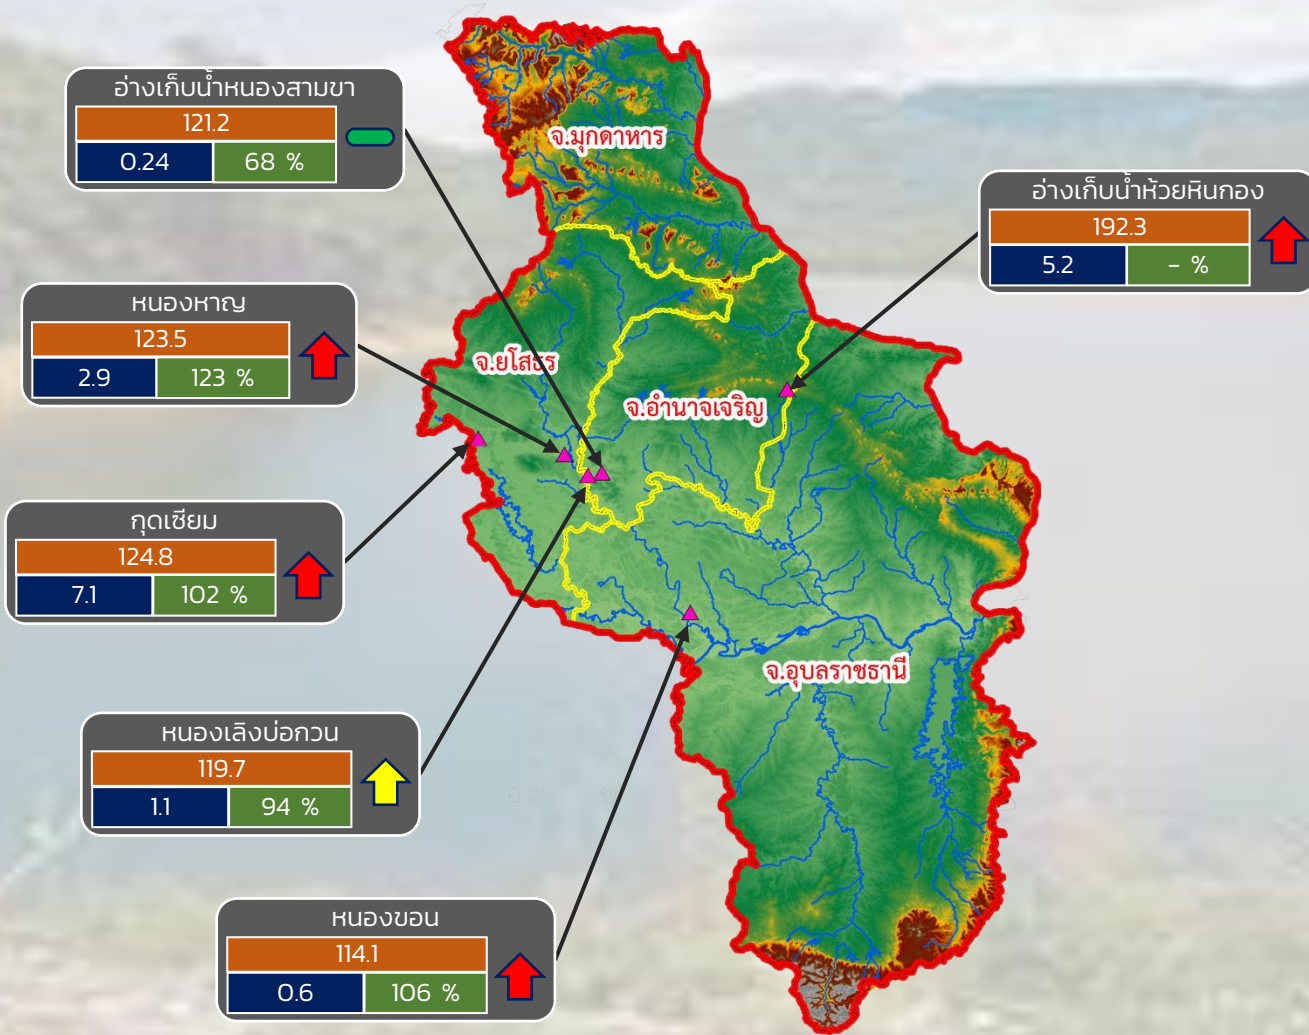 อ่างเก็บน้ำหนองสามขา
121.2
0.24 68 %
จ.มุกดาหาร
อ่างเก็บน้ำห้วยหินกอง
192.3
5.2 - %
หนองหาญ
123.5
2.9 123 %
จ.ยโสธร
จ.อำนาจเจริญ
กุดเซียม
124.8
7.1 102 %
จ.อุบลราชธานี
หนองเลิงบ่อกวน
119.7
1.1 94 %
หนองขอน
114.1
0.6 106 %